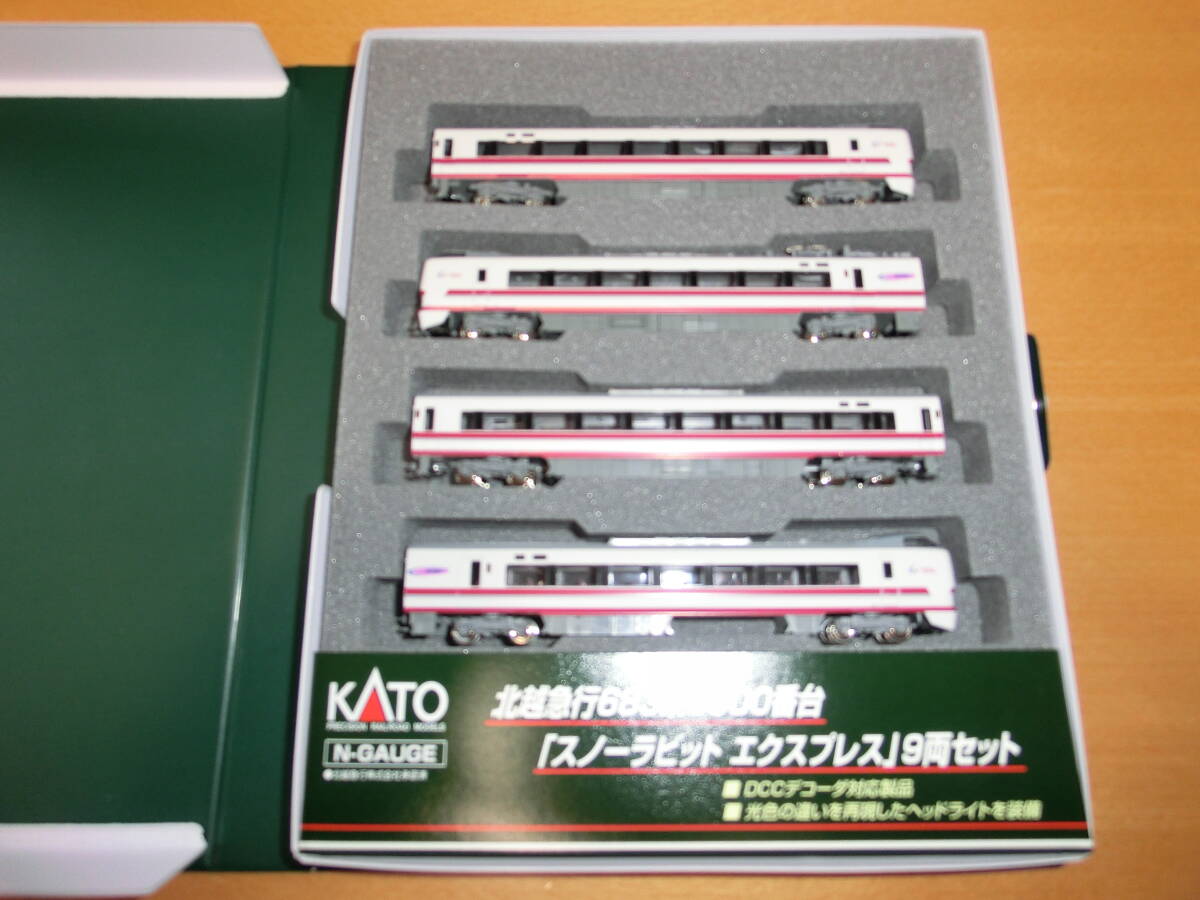 KATO
PRECISION RAILROAD MODELS
N-GAUGE
北越急行68 00番台
「スノーラビット エクスプレス」9両セット
■ DCCデコーダ対応製品
■ 光色の違いを再現したヘッドライトを装備